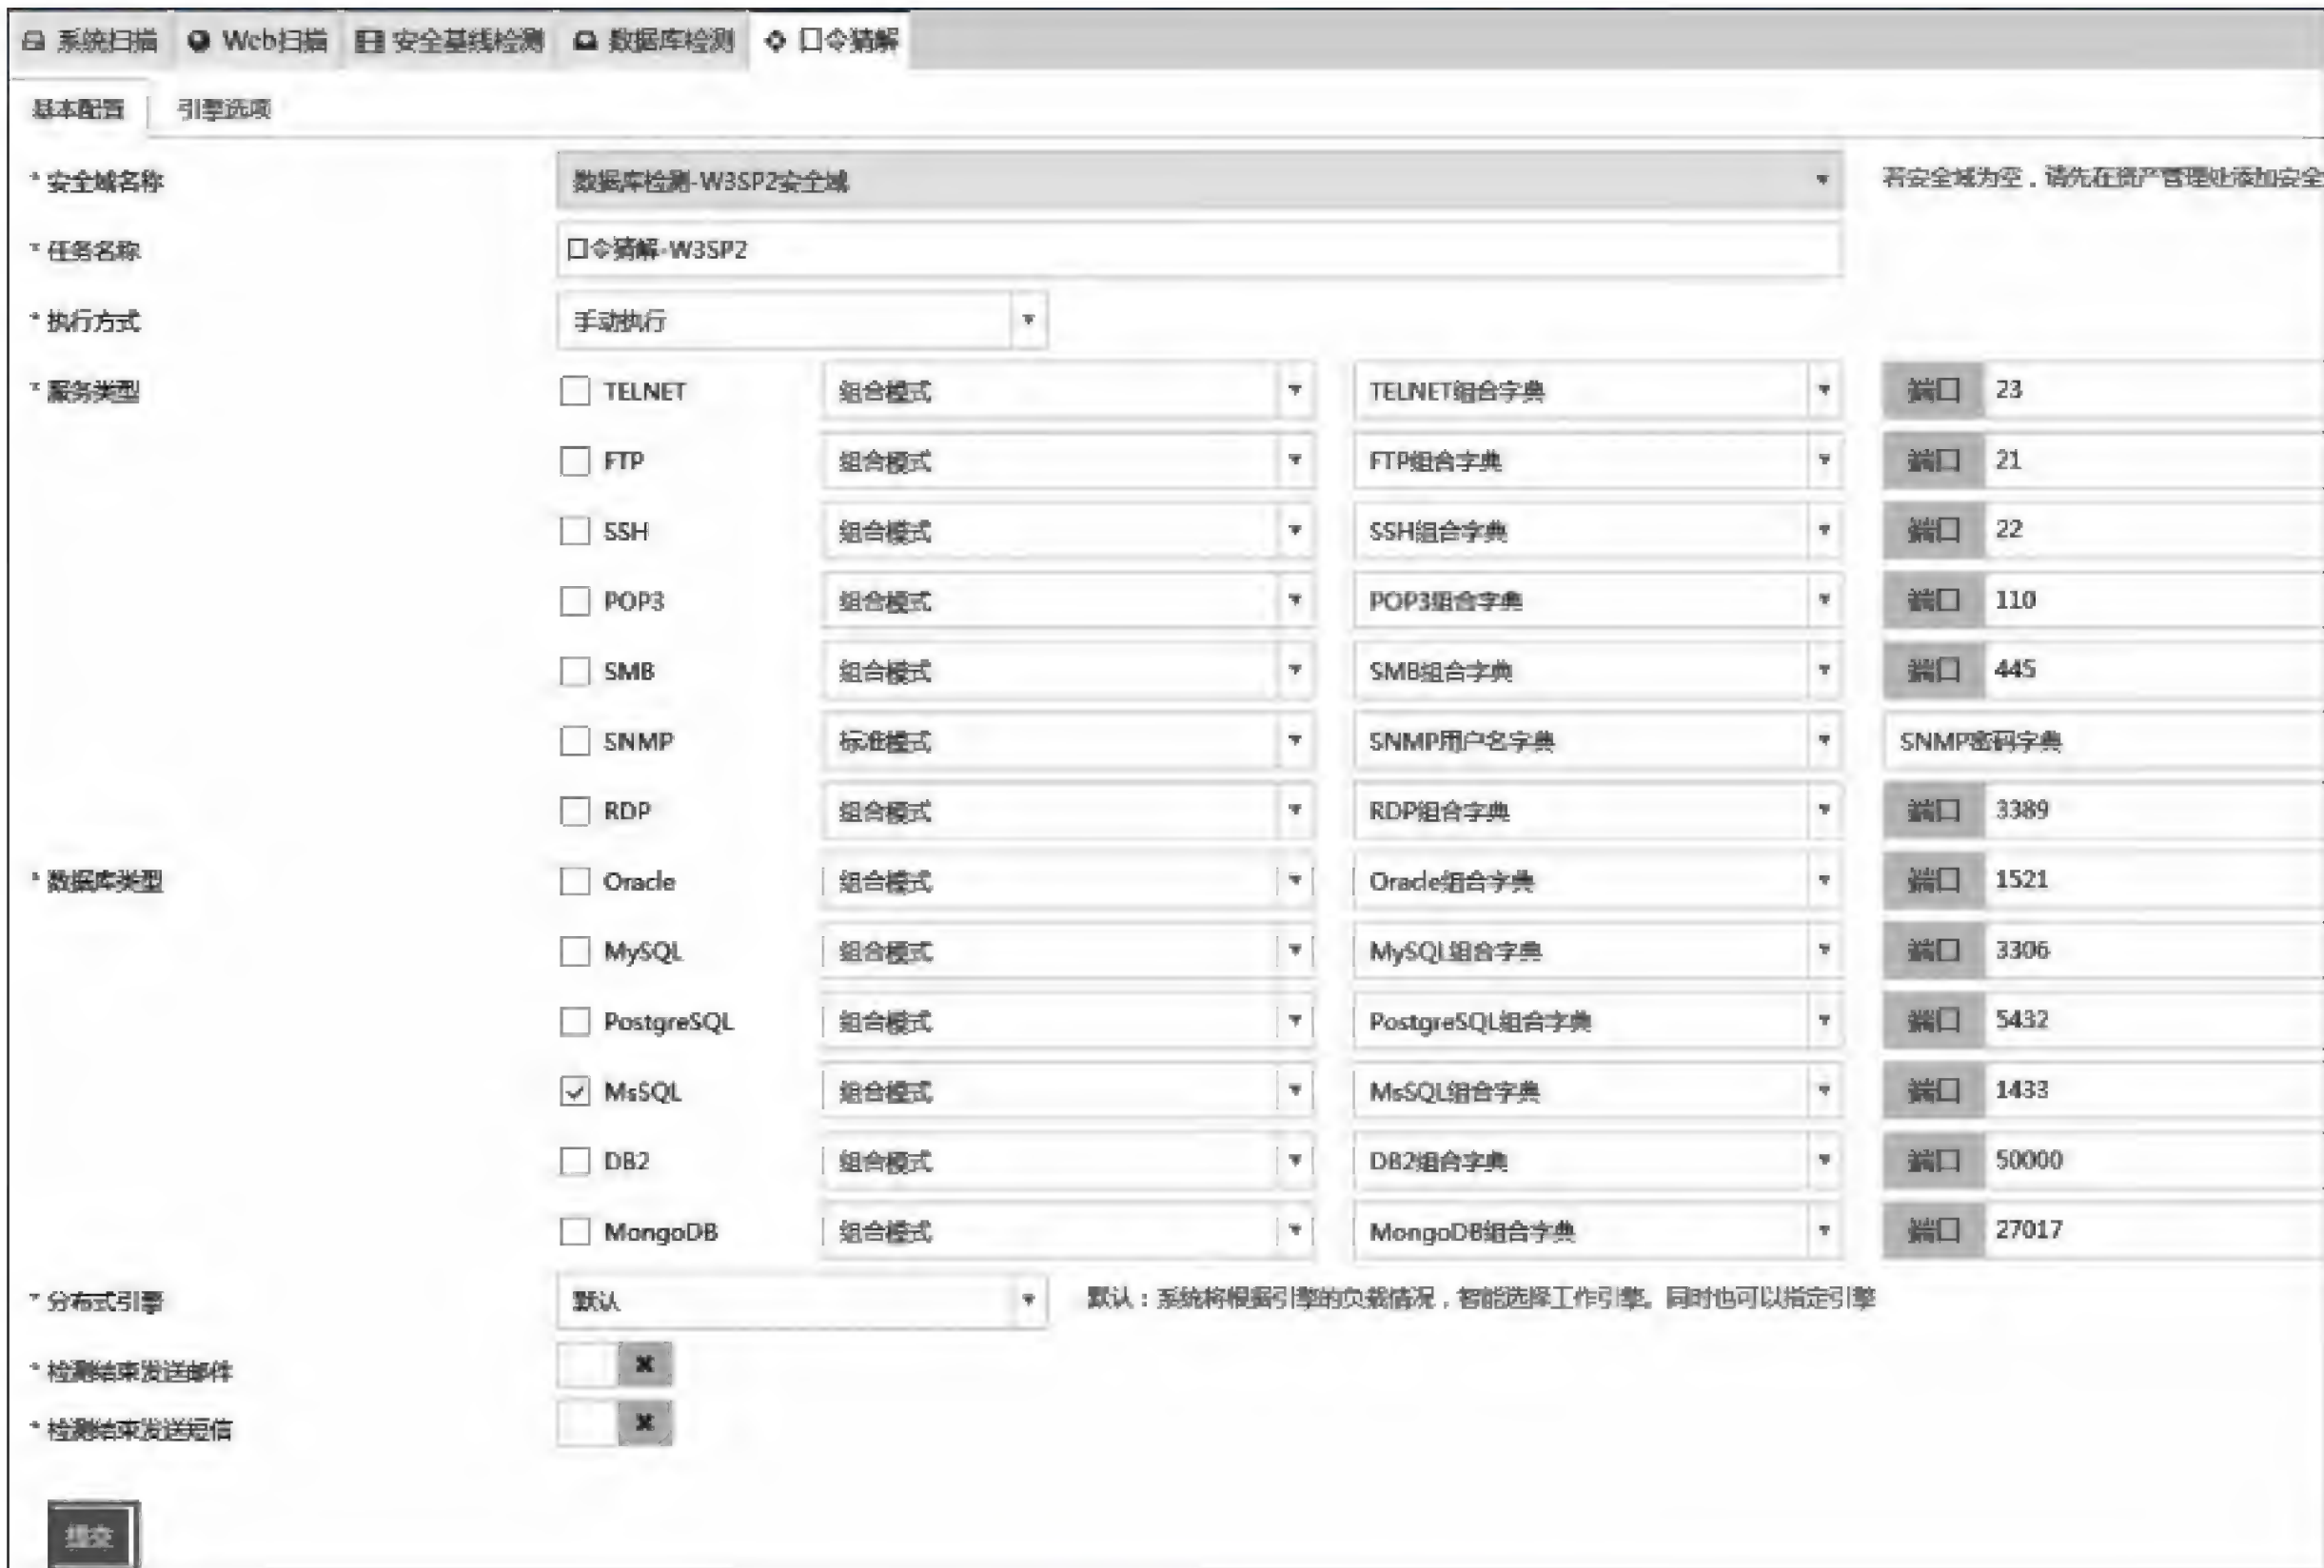 系统扫描 Web扫描 安全基线检测 数据库检测 口令猜解
基本配置 引擎选项
* 安全域名称 数据库检测-W3SP2安全域 若安全域为空，请先在资产管理处添加安全
* 任务名称 口令猜解-W3SP2
* 执行方式 手动执行
* 服务类型 TELNET 组合模式 TELNET组合字典 端口 23
FTP 组合模式 FTP组合字典 端口 21
SSH 组合模式 SSH组合字典 端口 22
POP3 组合模式 POP3组合字典 端口 110
SMB 组合模式 SMB组合字典 端口 445
SNMP 标准模式 SNMP用户名字典 SNMP密码字典
RDP 组合模式 RDP组合字典 端口 3389
* 数据库类型 Oracle 组合模式 Oracle组合字典 端口 1521
MySQL 组合模式 MySQL组合字典 端口 3306
PostgreSQL 组合模式 PostgreSQL组合字典 端口 5432
MsSQL 组合模式 MsSQL组合字典 端口 1433
DB2 组合模式 DB2组合字典 端口 50000
MongoDB 组合模式 MongoDB组合字典 端口 27017
* 分布式引擎 默认 默认：系统将根据引擎的负载情况，智能选择工作引擎。同时也可以指定引擎
* 检测结束发送邮件
* 检测结束发送短信
提交